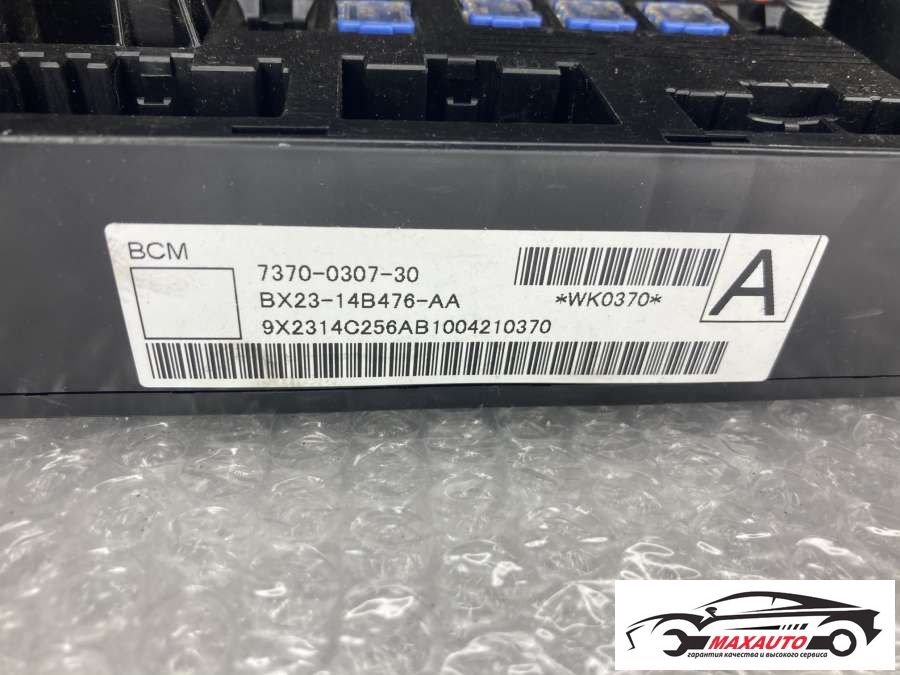 BCM
7370-0307-30
BX23-14B476-AA
*WK0370*
A
9X2314C256AB1004210370
MAXAUTO
гарантия качества и высокого сервиса